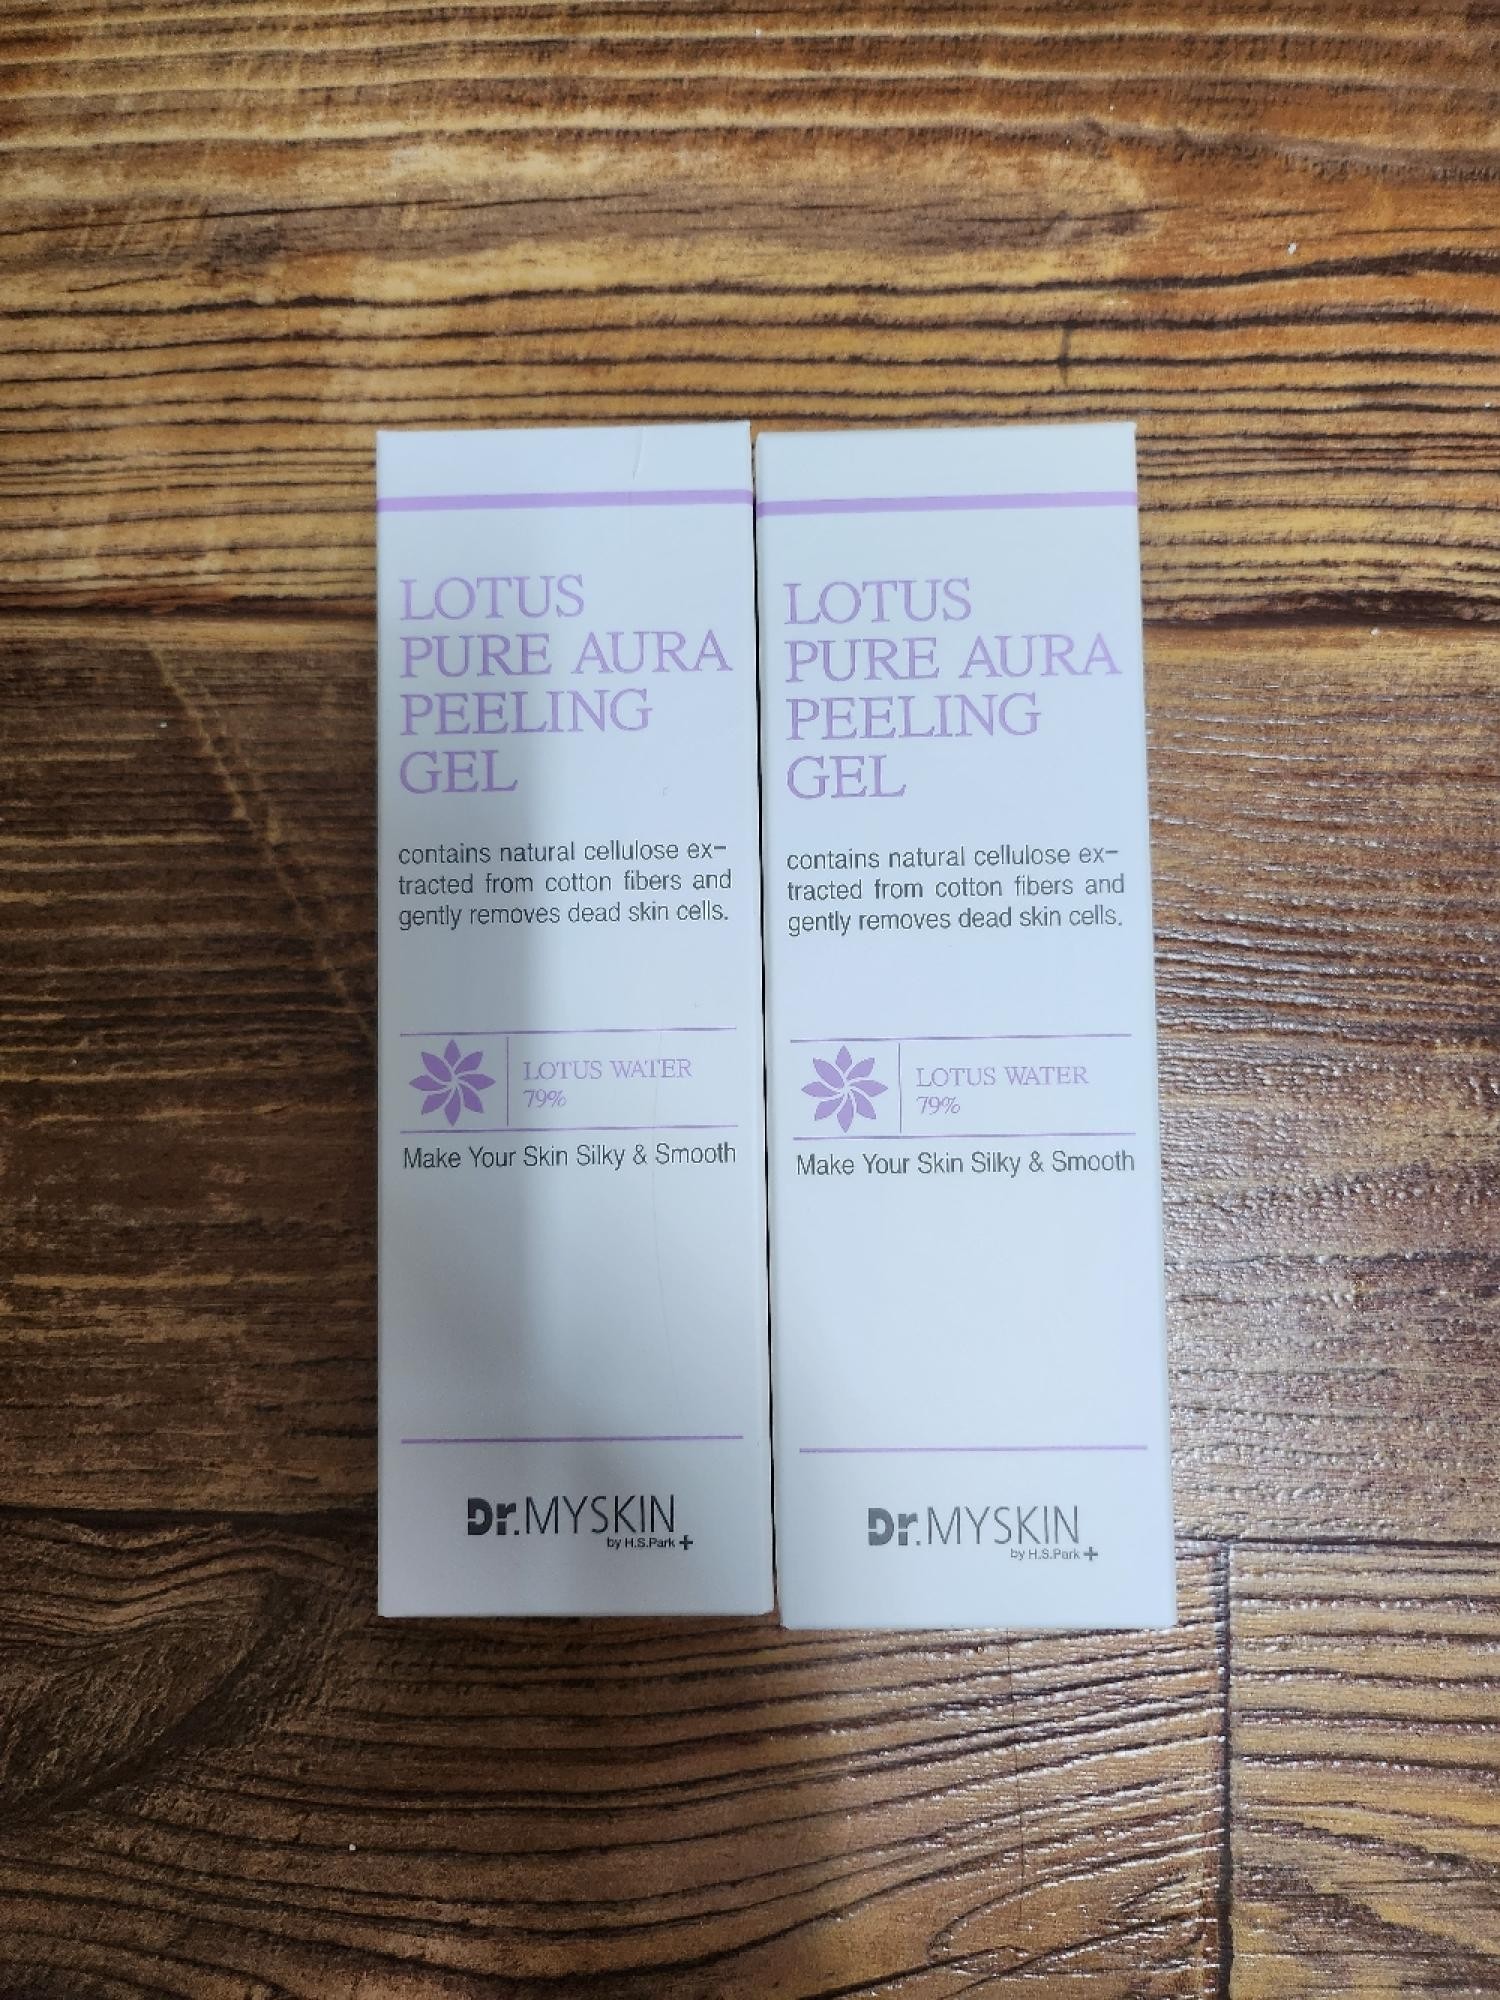 LOTUS
PURE AURA
PEELING
GEL
contains natural cellulose ex-
tracted from cotton fibers and
gently removes dead skin cells.
LOTUS WATER
79%
Make Your Skin Silky & Smooth
Dr.MYSKIN
by H.S.Park +
LOTUS
PURE AURA
PEELING
GEL
contains natural cellulose ex-
tracted from cotton fibers and
gently removes dead skin cells.
LOTUS WATER
79%
Make Your Skin Silky & Smooth
Dr.MYSKIN
by H.S.Park +